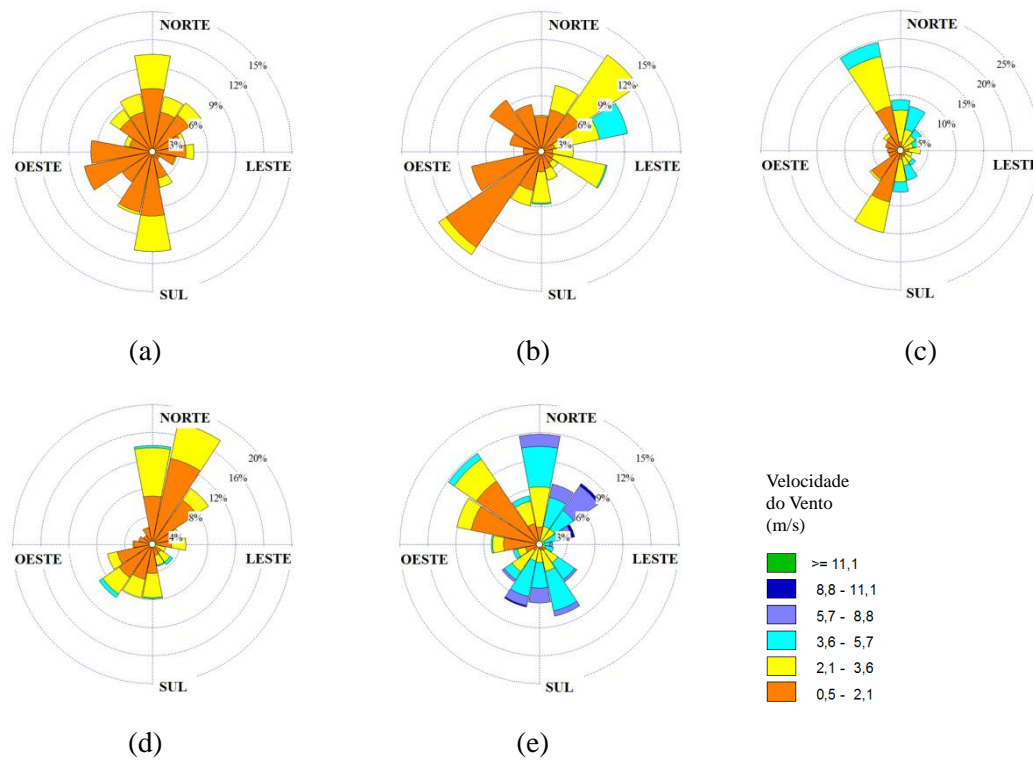 NORTE
15%
12%
9%
6%
3%
OESTE
LESTE
SUL
(a)
NORTE
15%
12%
9%
6%
3%
OESTE
LESTE
SUL
(b)
NORTE
25%
20%
15%
10%
5%
OESTE
LESTE
SUL
(c)
NORTE
20%
16%
12%
8%
4%
OESTE
LESTE
SUL
(d)
NORTE
15%
12%
9%
6%
3%
OESTE
LESTE
SUL
(e)
Velocidade
do Vento
(m/s)
>= 11,1
8,8 - 11,1
5,7 - 8,8
3,6 - 5,7
2,1 - 3,6
0,5 - 2,1